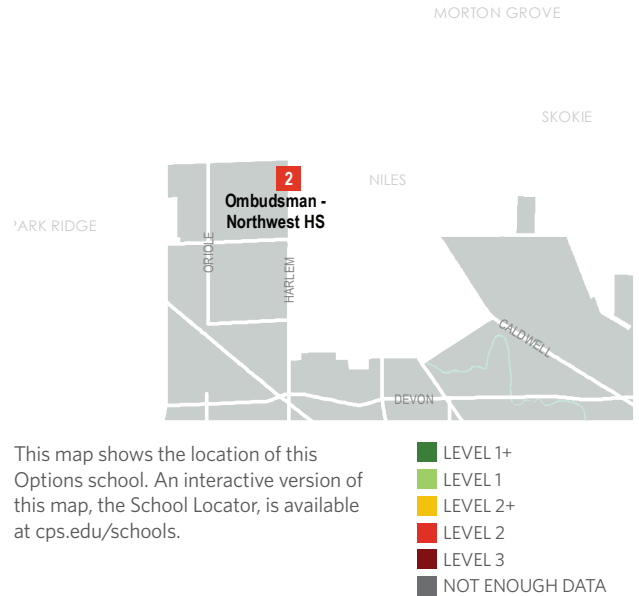 MORTON GROVE
SKOKIE
2
NILES
Ombudsman -
Northwest HS
PARK RIDGE
ORIOLE
HARLEM
CALDWELL
DEVON
This map shows the location of this
Options school. An interactive version of
this map, the School Locator, is available
at cps.edu/schools.
LEVEL 1+
LEVEL 1
LEVEL 2+
LEVEL 2
LEVEL 3
NOT ENOUGH DATA